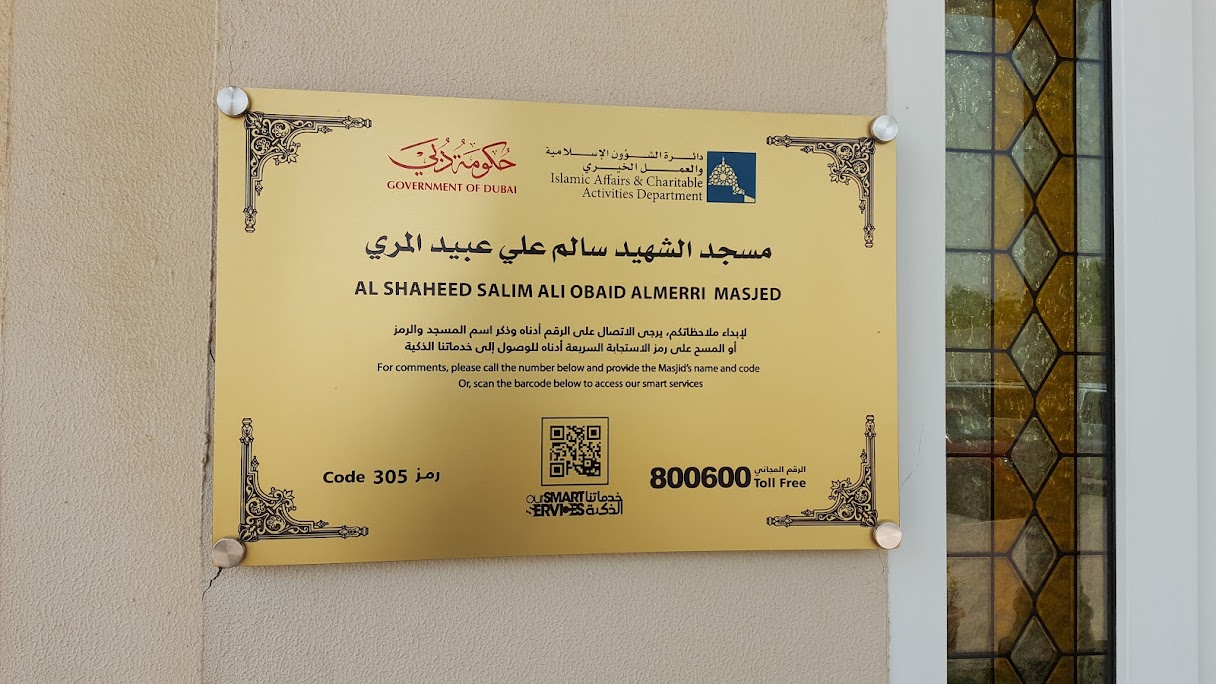 حكومة دبي
GOVERNMENT OF DUBAI
دائرة الشؤون الإسلامية
والعمل الخيري
Islamic Affairs & Charitable
Activities Department
مسجد الشهيد سالم علي عبيد المري
AL SHAHEED SALIM ALI OBAID ALMERRI MASJED
لإبداء ملاحظاتكم، يرجى الاتصال على الرقم أدناه وذكر اسم المسجد والرمز
أو المسح على رمز الاستجابة السريعة أدناه للوصول إلى خدماتنا الذكية
For comments, please call the number below and provide the Masjid's name and code
Or, scan the barcode below to access our smart services
Code 305 رمز
ourSMART خدماتنا
SERVICES الذكية
800600 الرقم المجاني
Toll Free